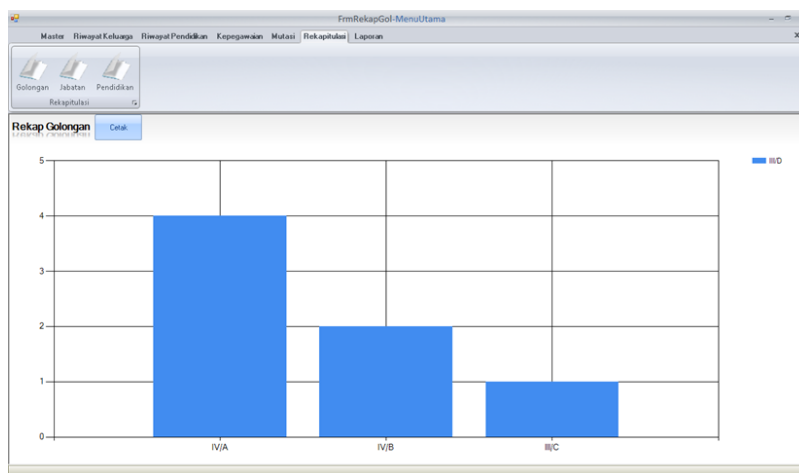 FrmRekapGol-MenuUtama
Master Riwayat Keluarga Riwayat Pendidikan Kepegawaian Mutasi Rekapitulasi Laporan
Golongan Jabatan Pendidikan
Rekapitulasi
Rekap Golongan Cetak
5
III/D
4
3
2
1
0
IV/A IV/B III/C